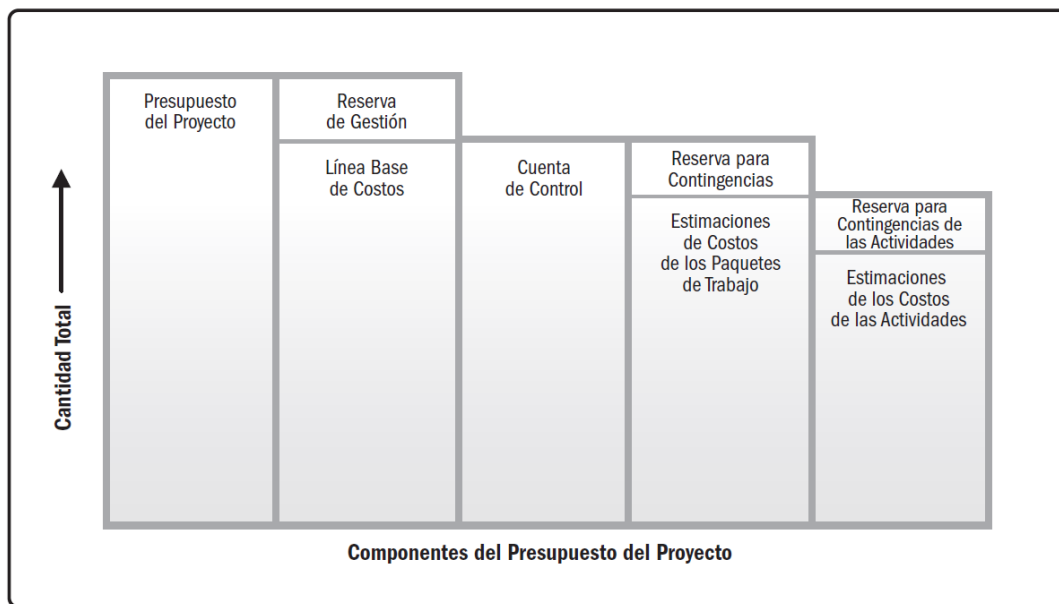 Presupuesto
del Proyecto
Reserva
de Gestión
Línea Base
de Costos
Cuenta
de Control
Reserva para
Contingencias
Estimaciones
de Costos
de los Paquetes
de Trabajo
Reserva para
Contingencias de
las Actividades
Estimaciones
de los Costos
de las Actividades
Cantidad Total
Componentes del Presupuesto del Proyecto